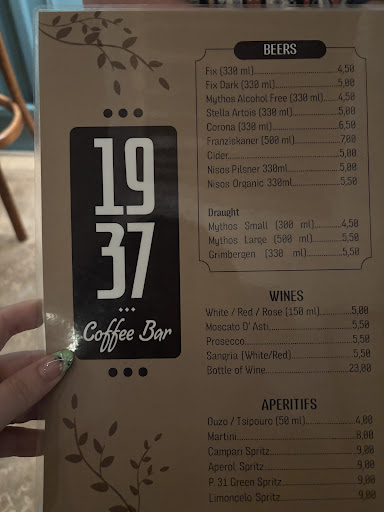 19
37
Coffee Bar
BEERS
Fix (330 ml)..........4,50
Fix Dark (330 ml)..........5,00
Mythos Alcohol Free (330 ml)..........4,50
Stella Artois (330 ml)..........5,00
Corona (330 ml)..........6,50
Franziskaner (500 ml)..........7,00
Cider..........5,00
Nisos Pilsner 330ml..........5,00
Nisos Organic 330ml..........5,50
Draught
Mythos Small (300 ml)..........4,50
Mythos Large (500 ml)..........5,50
Grimbergen (330 ml)..........5,50
WINES
White / Red / Rose (150 ml)..........5,00
Moscato D' Asti..........5,50
Prosecco..........5,50
Sangria (White/Red)..........5,50
Bottle of Wine..........23,00
APERITIFS
Ouzo / Tsipouro (50 ml)..........4,00
Martini..........8,00
Campari Spritz..........9,00
Aperol Spritz..........9,00
P.31 Green Spritz..........9,00
Limoncelo Spritz..........9,00